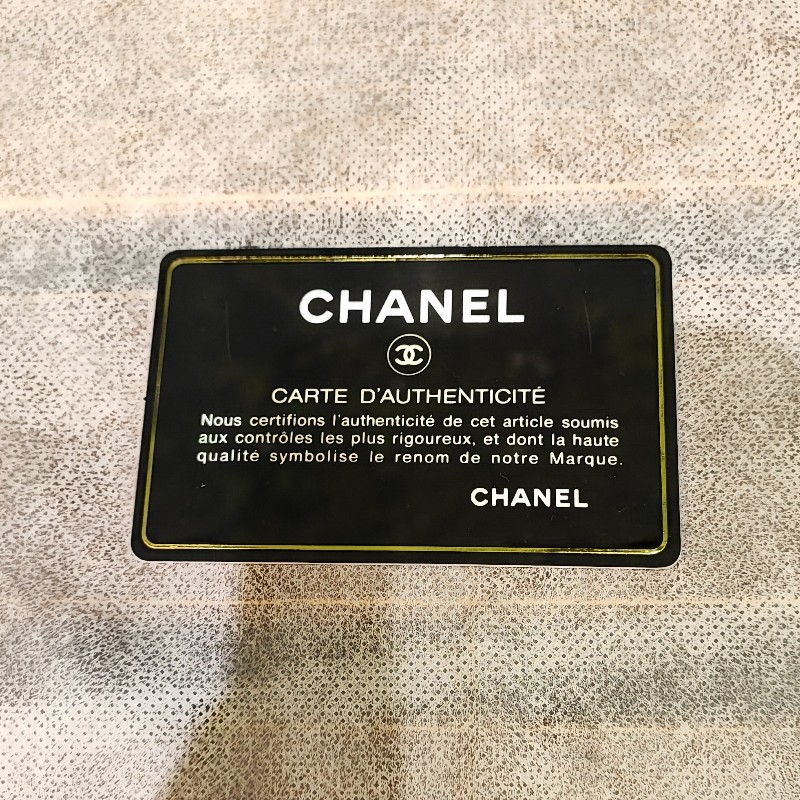 CHANEL
CARTE D'AUTHENTICITÉ
Nous certifions l'authenticité de cet article soumis
aux contrôles les plus rigoureux, et dont la haute
qualité symbolise le renom de notre Marque.
CHANEL